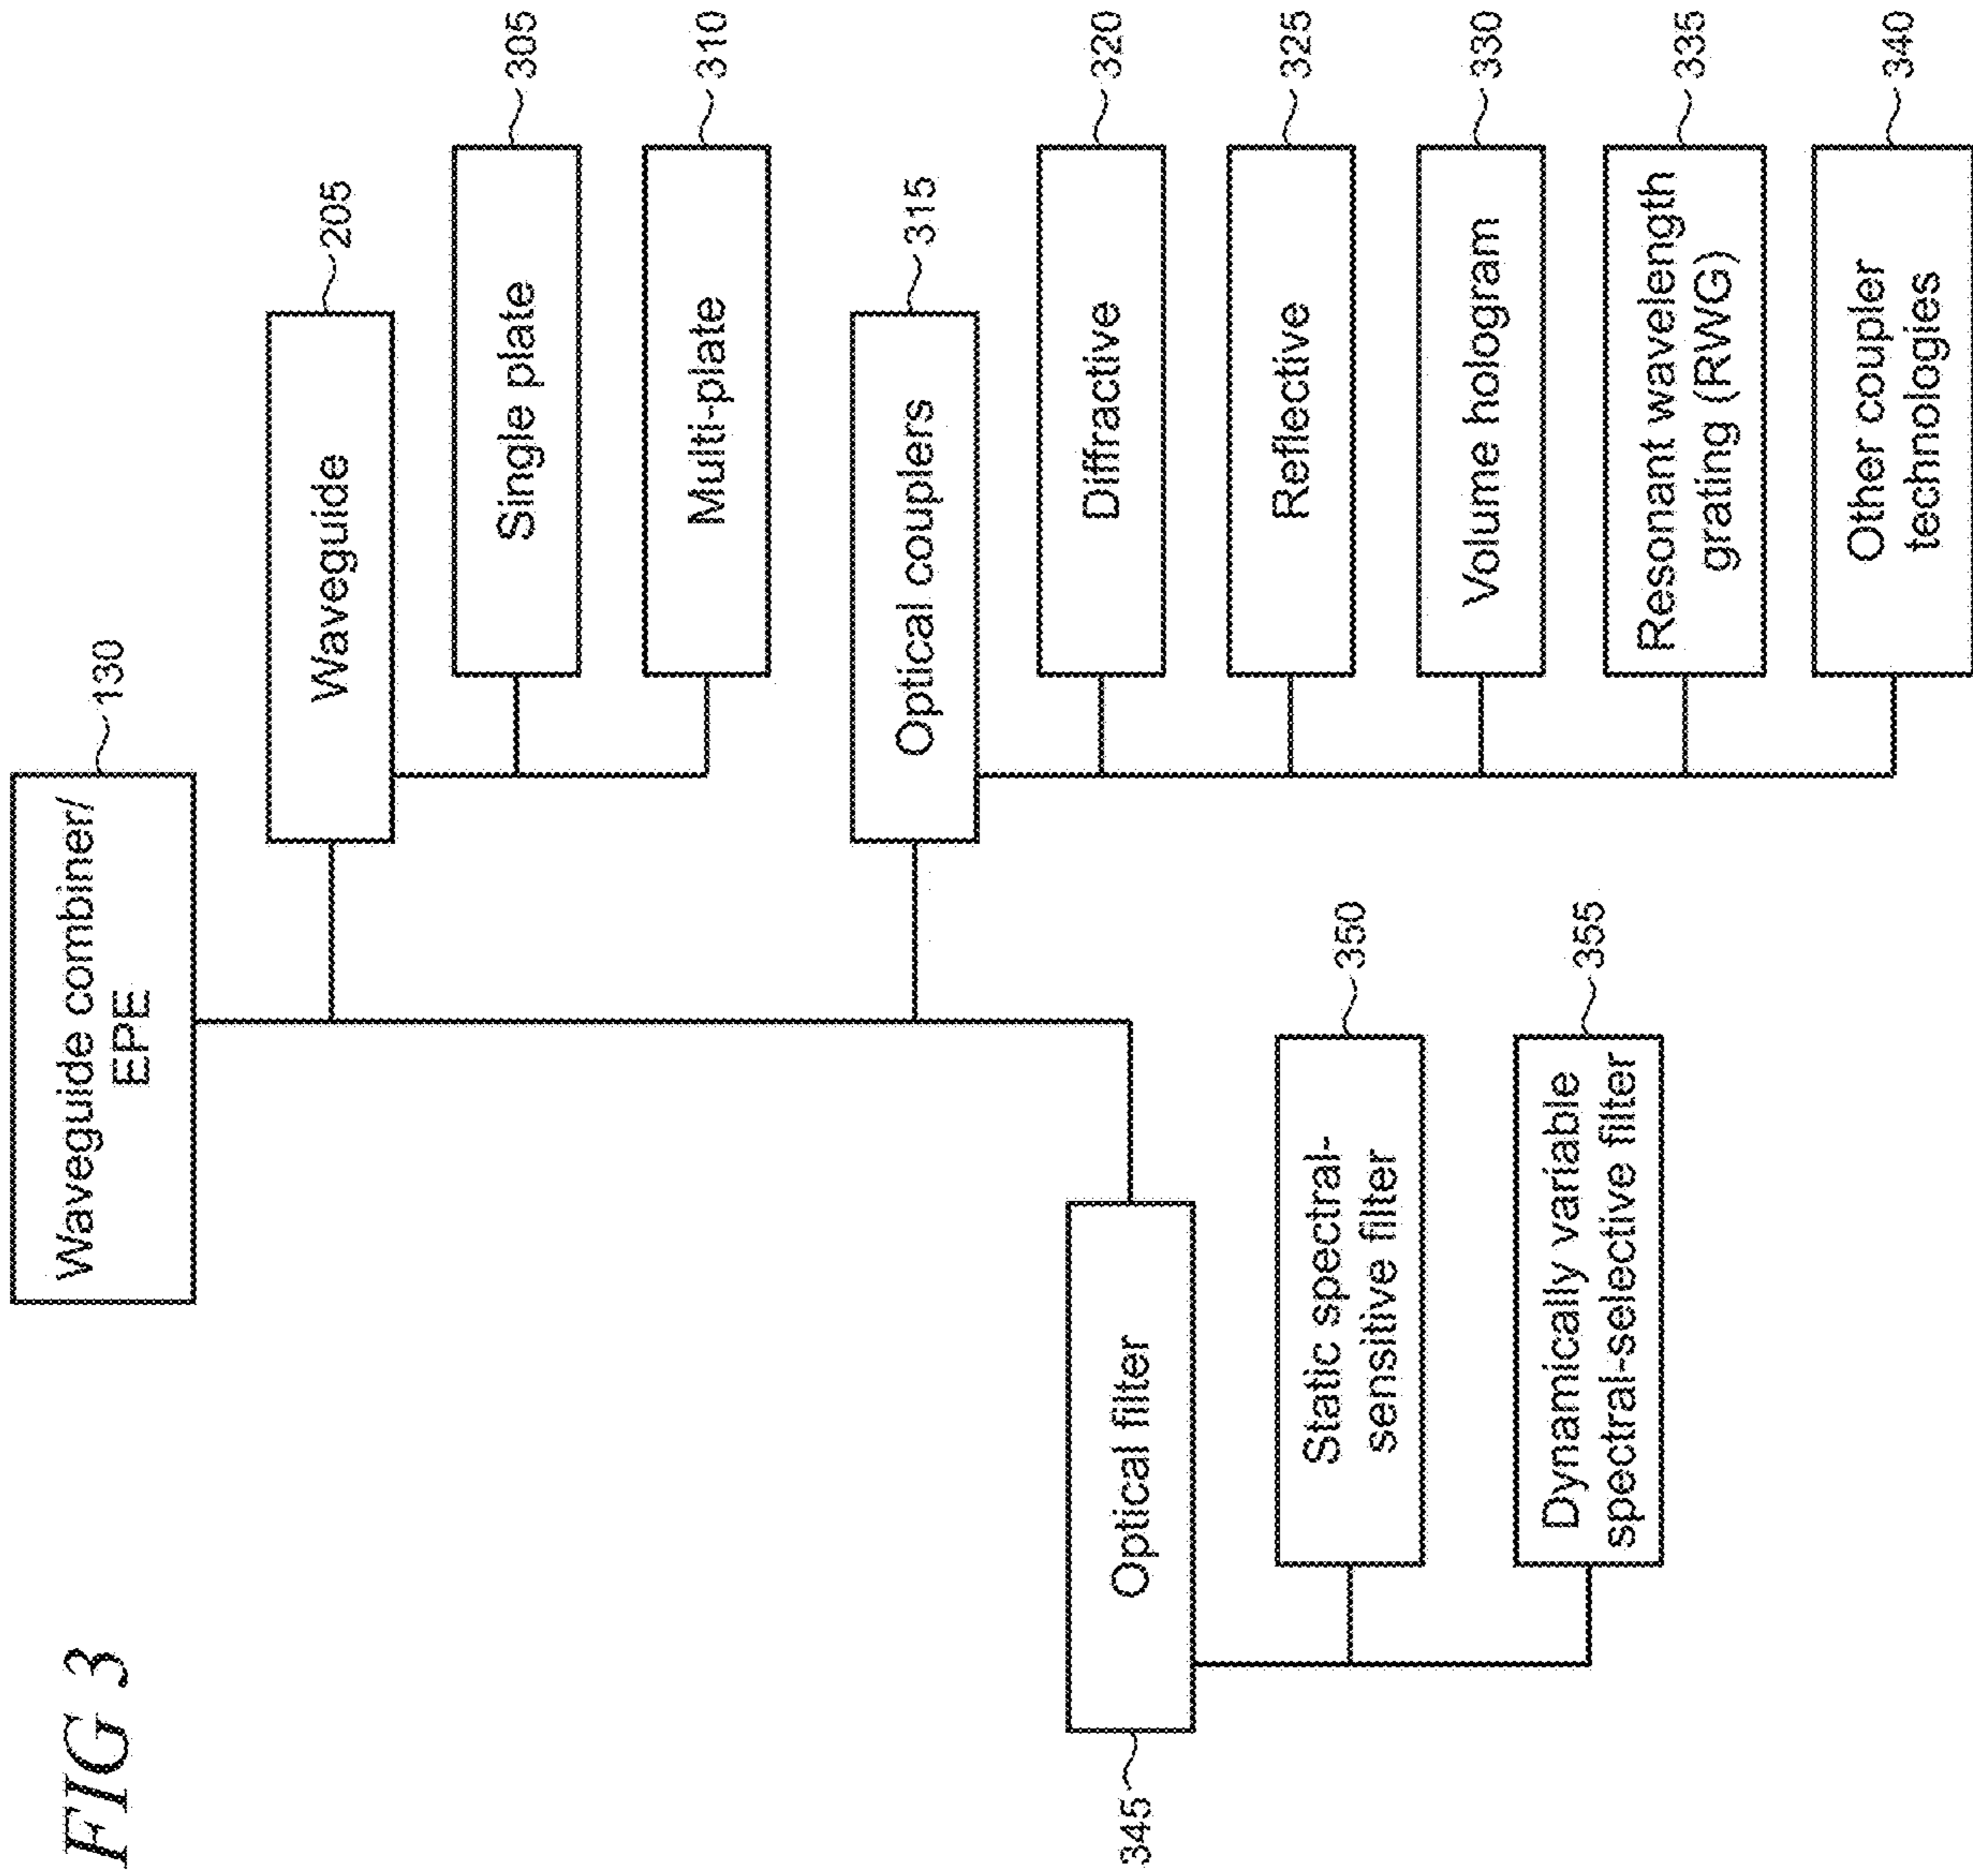 FIG 3
Waveguide combiner/
EPE
130
Waveguide
205
Single plate
305
Multi-plate
310
Optical couplers
315
Diffractive
320
Reflective
325
Volume hologram
330
Resonant wavelength
grating (RWG)
335
Other coupler
technologies
340
Optical filter
345
Static spectral-
sensitive filter
350
Dynamically variable
spectral-selective filter
355